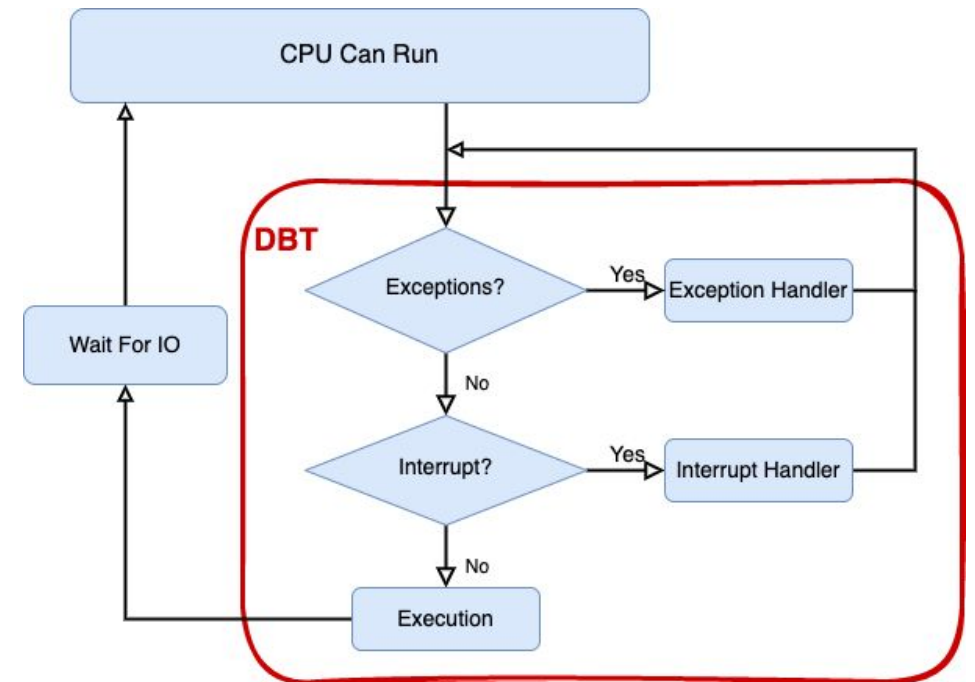 CPU Can Run
DBT
Exceptions?
Yes
Exception Handler
Wait For IO
No
Interrupt?
Yes
Interrupt Handler
No
Execution